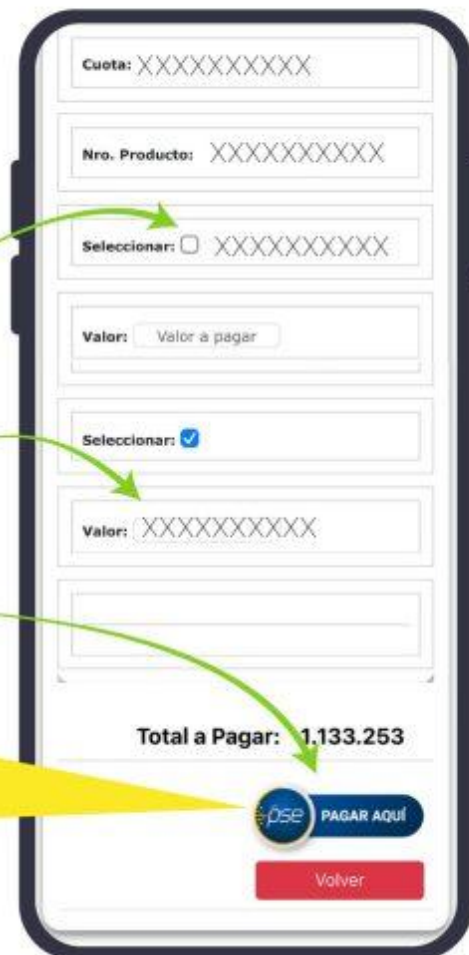 Cuota: XXXXXXXXXX
Nro. Producto: XXXXXXXXXX
Seleccionar: XXXXXXXXXX
Valor: Valor a pagar
Seleccionar:
Valor: XXXXXXXXXX
Total a Pagar: 1.133.253
pse PAGAR AQUÍ
Volver